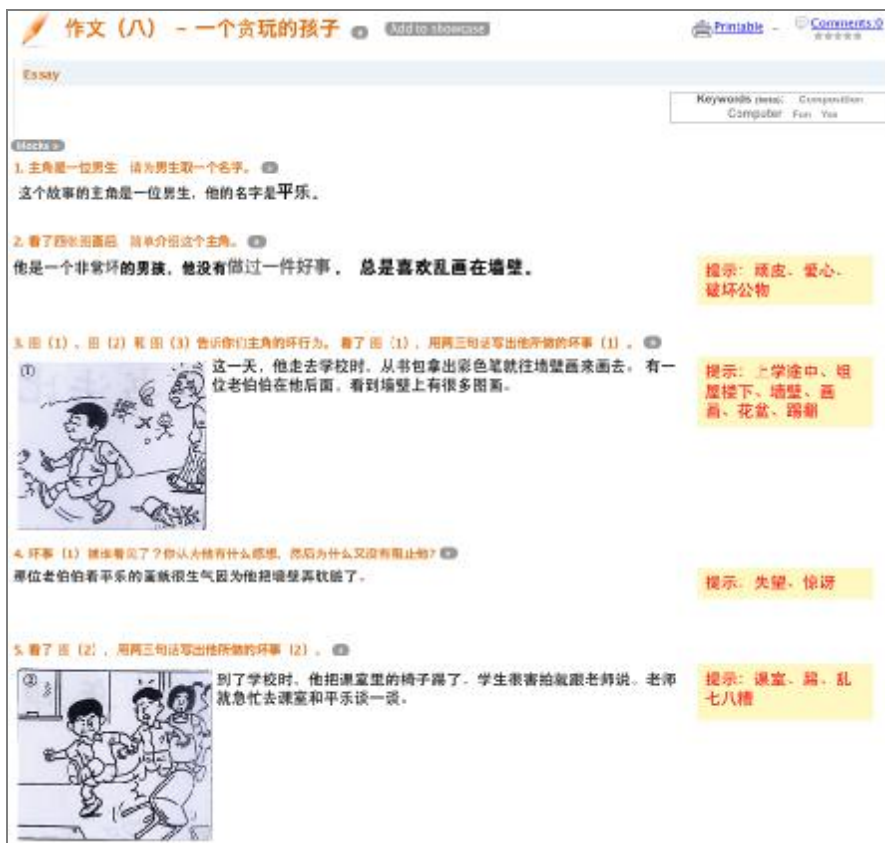 作文（八） - 一个贪玩的孩子
Add to showcase
Printable
Comments:0
Essay
Keywords (beta): Composition
Computer Fun Yes
blocks
1. 主角是一位男生 请为男生取一个名字。
这个故事的主角是一位男生，他的名字是平乐。
2. 看了四张图画后 简单介绍这个主角。
他是一个非常坏的男孩，他没有做过一件好事 。 总是喜欢乱画在墙壁。
提示：顽皮、爱心、
破坏公物
3. 图（1）、图（2）和 图（3）告诉你们主角的坏行为。 看了 图（1），用两三句话写出他所做的坏事（1）。
①
这一天，他走去学校时，从书包拿出彩色笔就往墙壁画来画去。 有一
位老伯伯在他后面，看到墙壁上有很多图画。
提示：上学途中、组
屋楼下、墙壁、画
画、花盆、踢翻
4. 坏事（1）被谁看见了？你认为他有什么感想，然后为什么又没有阻止他？
那位老伯伯看平乐的画就很生气因为他把墙壁弄肮脏了。
提示：失望、惊讶
5. 看了 图（2），用两三句话写出他所做的坏事（2）。
②
到了学校时，他把课室里的椅子踢了，学生很害拍就跟老师说。老师
就急忙去课室和平乐谈一谈。
提示：课室、踢、乱
七八糟